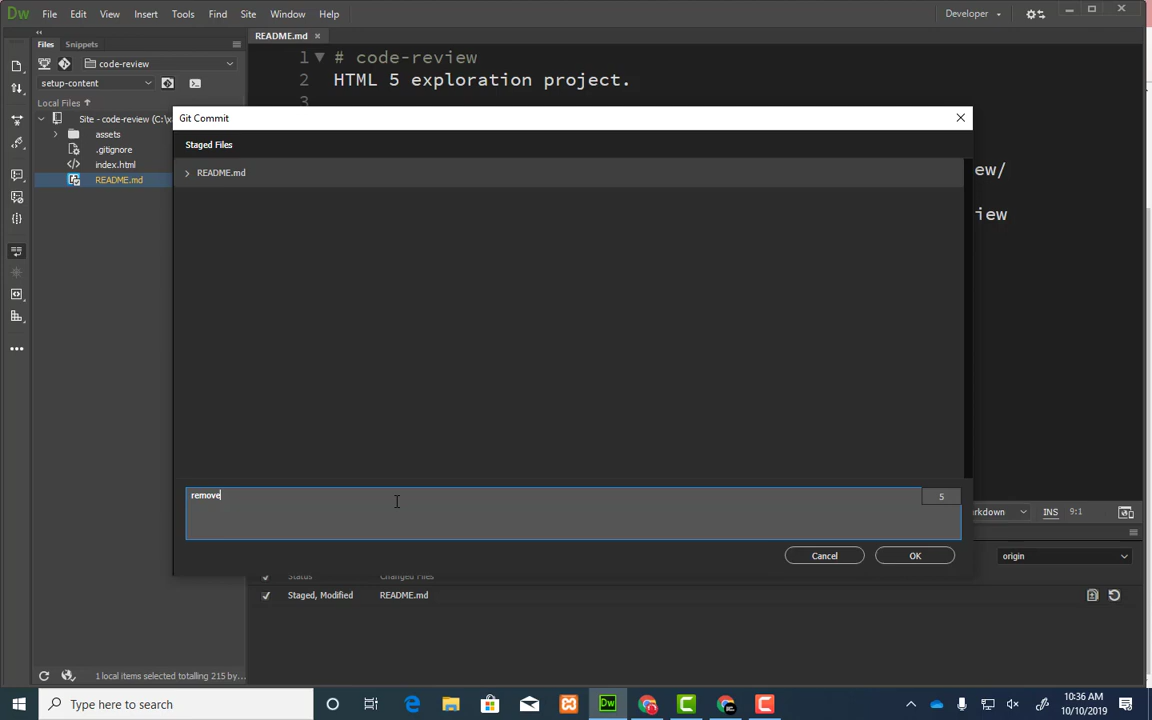 Dw File Edit View Insert Tools Find Site Window Help Developer
Files Snippets
README.md
code-review
setup-content
Local Files
Site - code-review (C:\x
assets
.gitignore
index.html
README.md
1 # code-review
2 HTML 5 exploration project.
3
ew/
iew
Git Commit
Staged Files
README.md
remove
5
Cancel OK
rkdown INS 9:1
origin
Status Changed Files
Staged, Modified README.md
1 local items selected totalling 215 by...
Type here to search
Dw
10:36 AM
10/10/2019